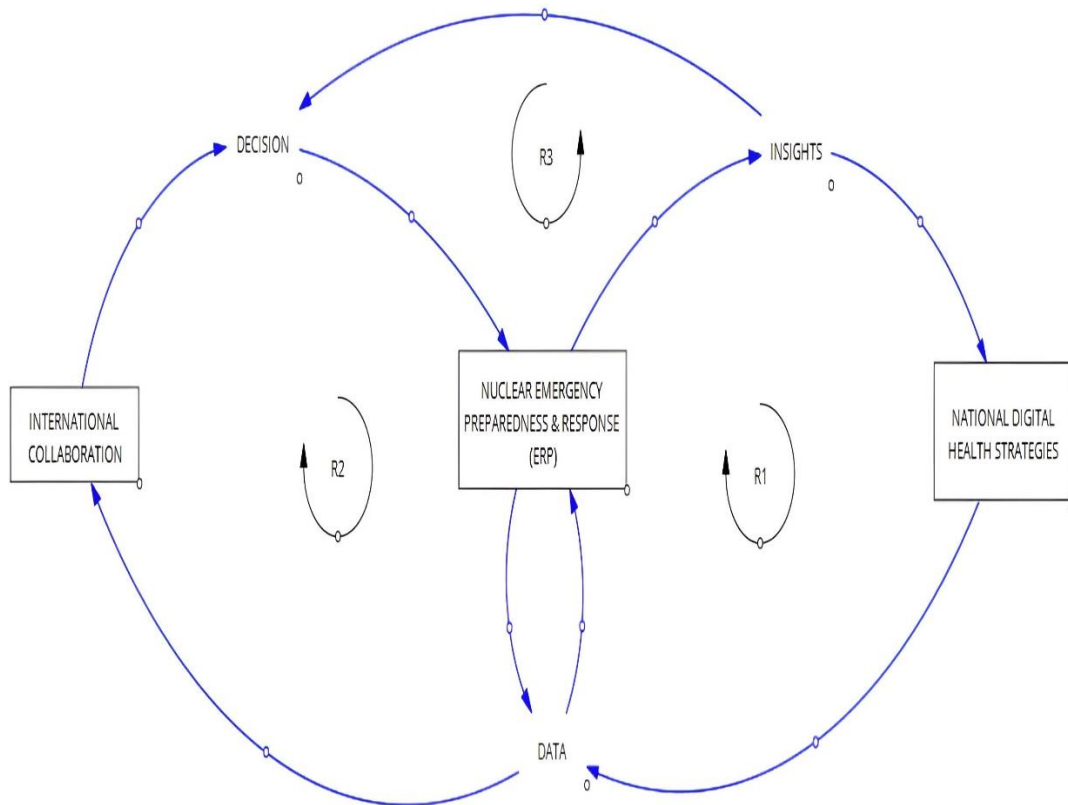 DECISION
R3
INSIGHTS
INTERNATIONAL
COLLABORATION
R2
NUCLEAR EMERGENCY
PREPAREDNESS & RESPONSE
(ERP)
R1
NATIONAL DIGITAL
HEALTH STRATEGIES
DATA